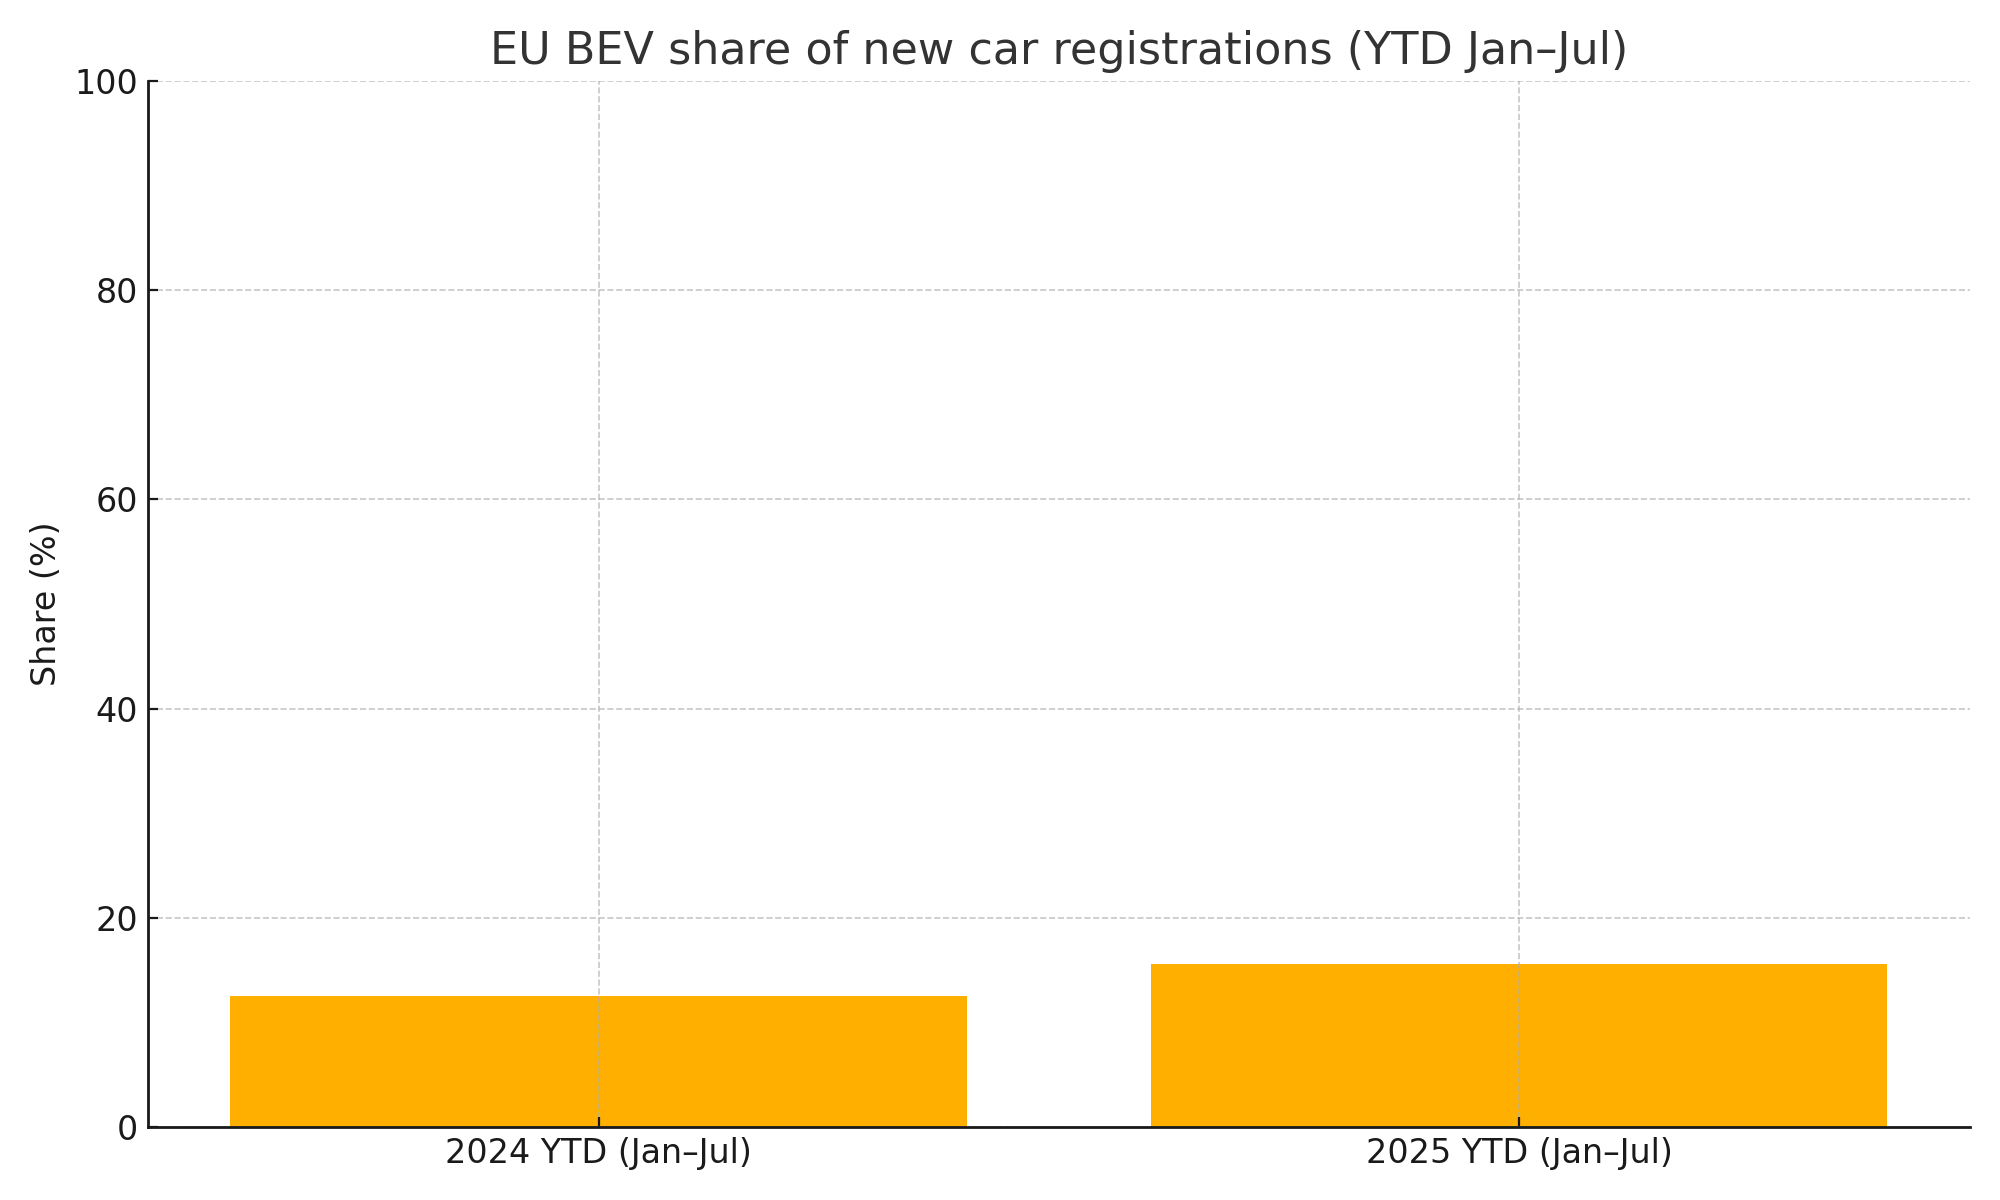 EU BEV share of new car registrations (YTD Jan–Jul)
100
80
60
40
20
0
Share (%)
2024 YTD (Jan–Jul)
2025 YTD (Jan–Jul)